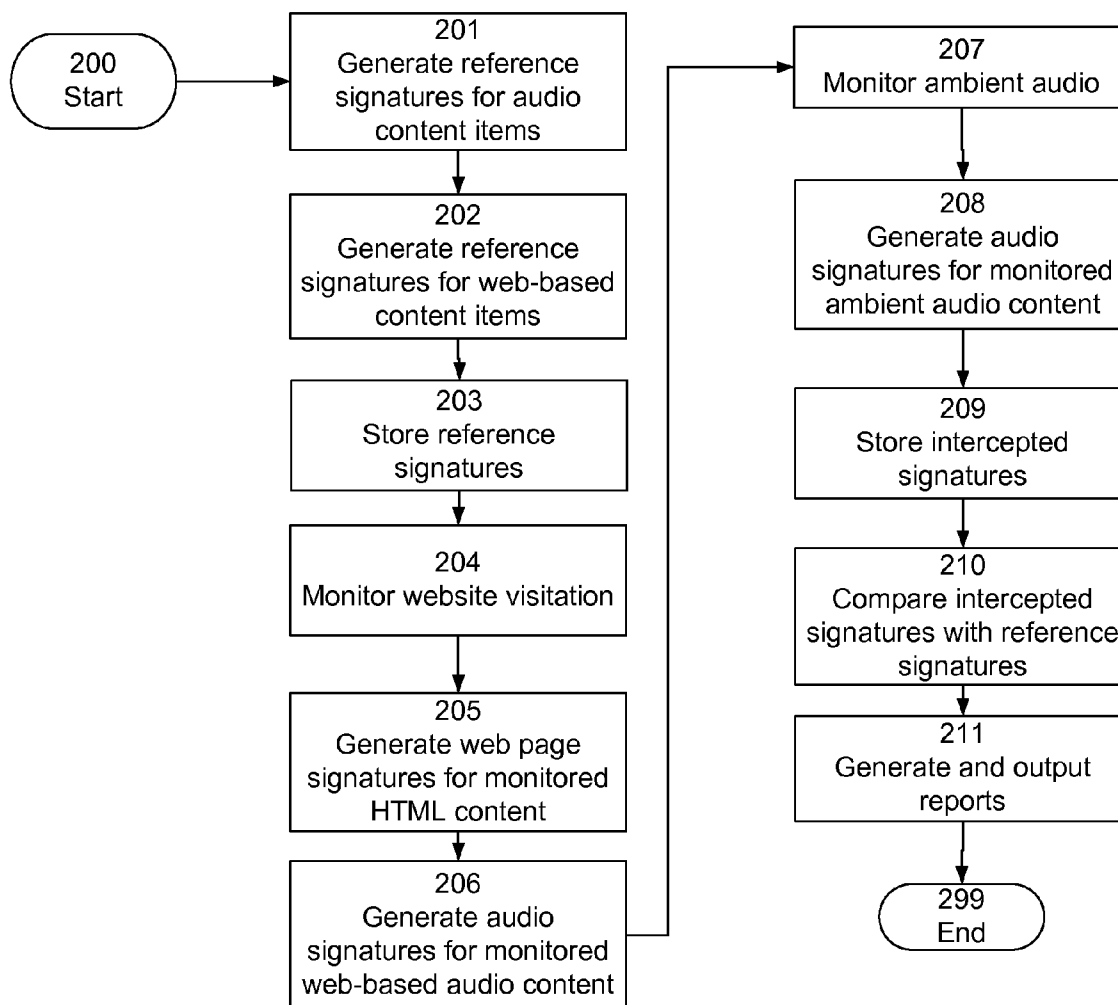 200
Start
201
Generate reference
signatures for audio
content items
202
Generate reference
signatures for web-based
content items
203
Store reference
signatures
204
Monitor website visitation
205
Generate web page
signatures for monitored
HTML content
206
Generate audio
signatures for monitored
web-based audio content
207
Monitor ambient audio
208
Generate audio
signatures for monitored
ambient audio content
209
Store intercepted
signatures
210
Compare intercepted
signatures with reference
signatures
211
Generate and output
reports
299
End